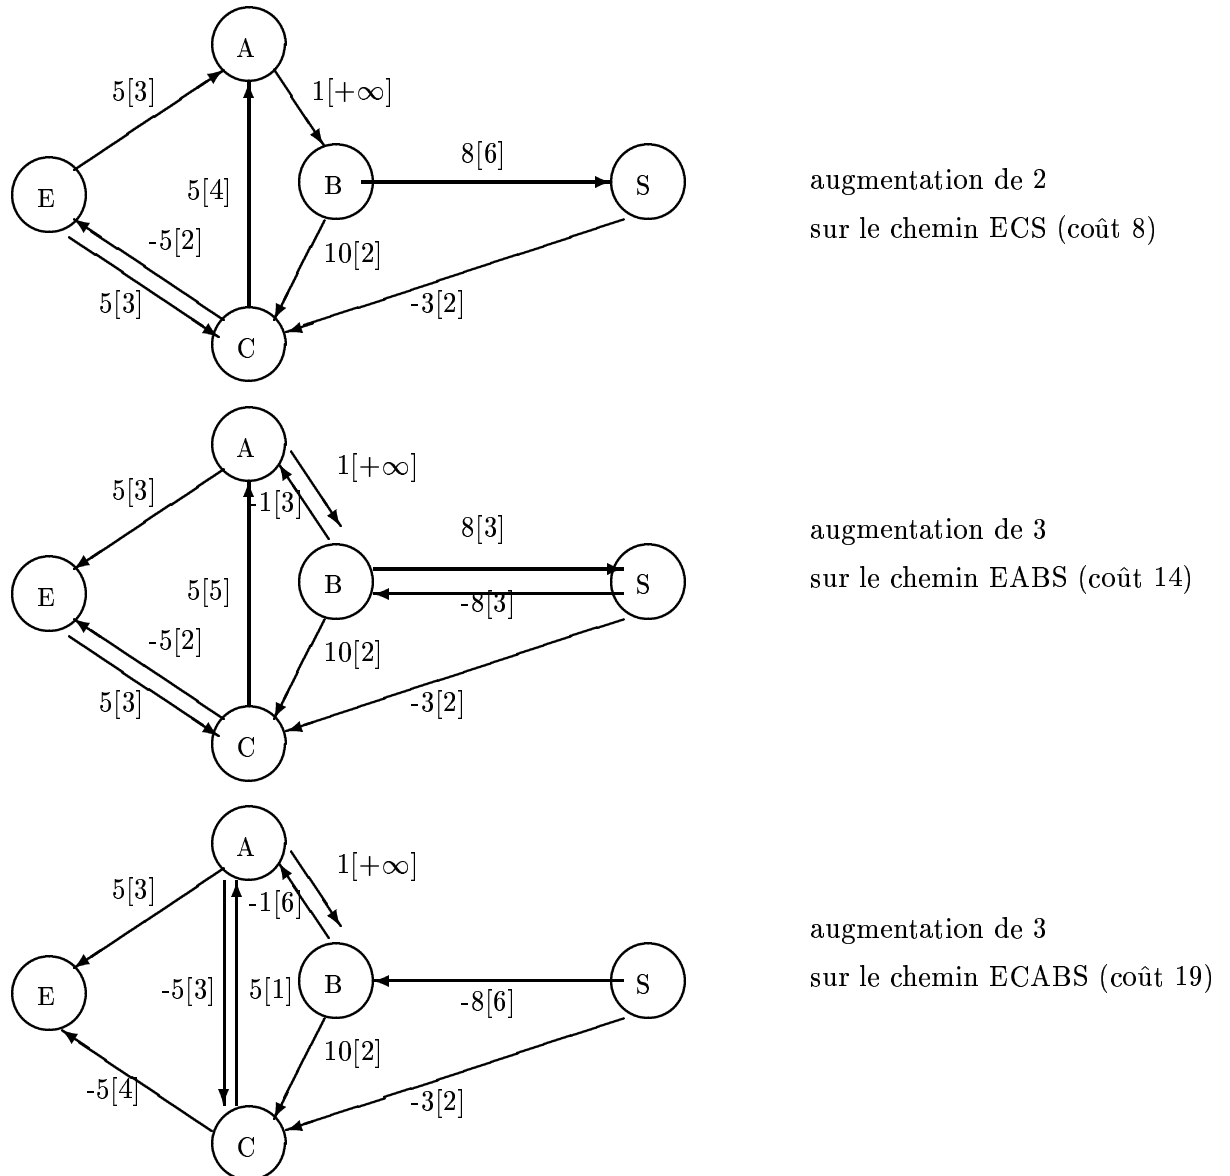 A
5[3]
1[+∞]
8[6]
E
5[4]
B
S
-5[2]
10[2]
5[3]
-3[2]
C
augmentation de 2
sur le chemin ECS (coût 8)
A
5[3]
1[+∞]
-1[3]
8[3]
E
5[5]
B
S
-8[3]
-5[2]
10[2]
5[3]
-3[2]
C
augmentation de 3
sur le chemin EABS (coût 14)
A
5[3]
1[+∞]
-1[6]
E
-5[3]
5[1]
B
S
-8[6]
10[2]
-5[4]
-3[2]
C
augmentation de 3
sur le chemin ECABS (coût 19)